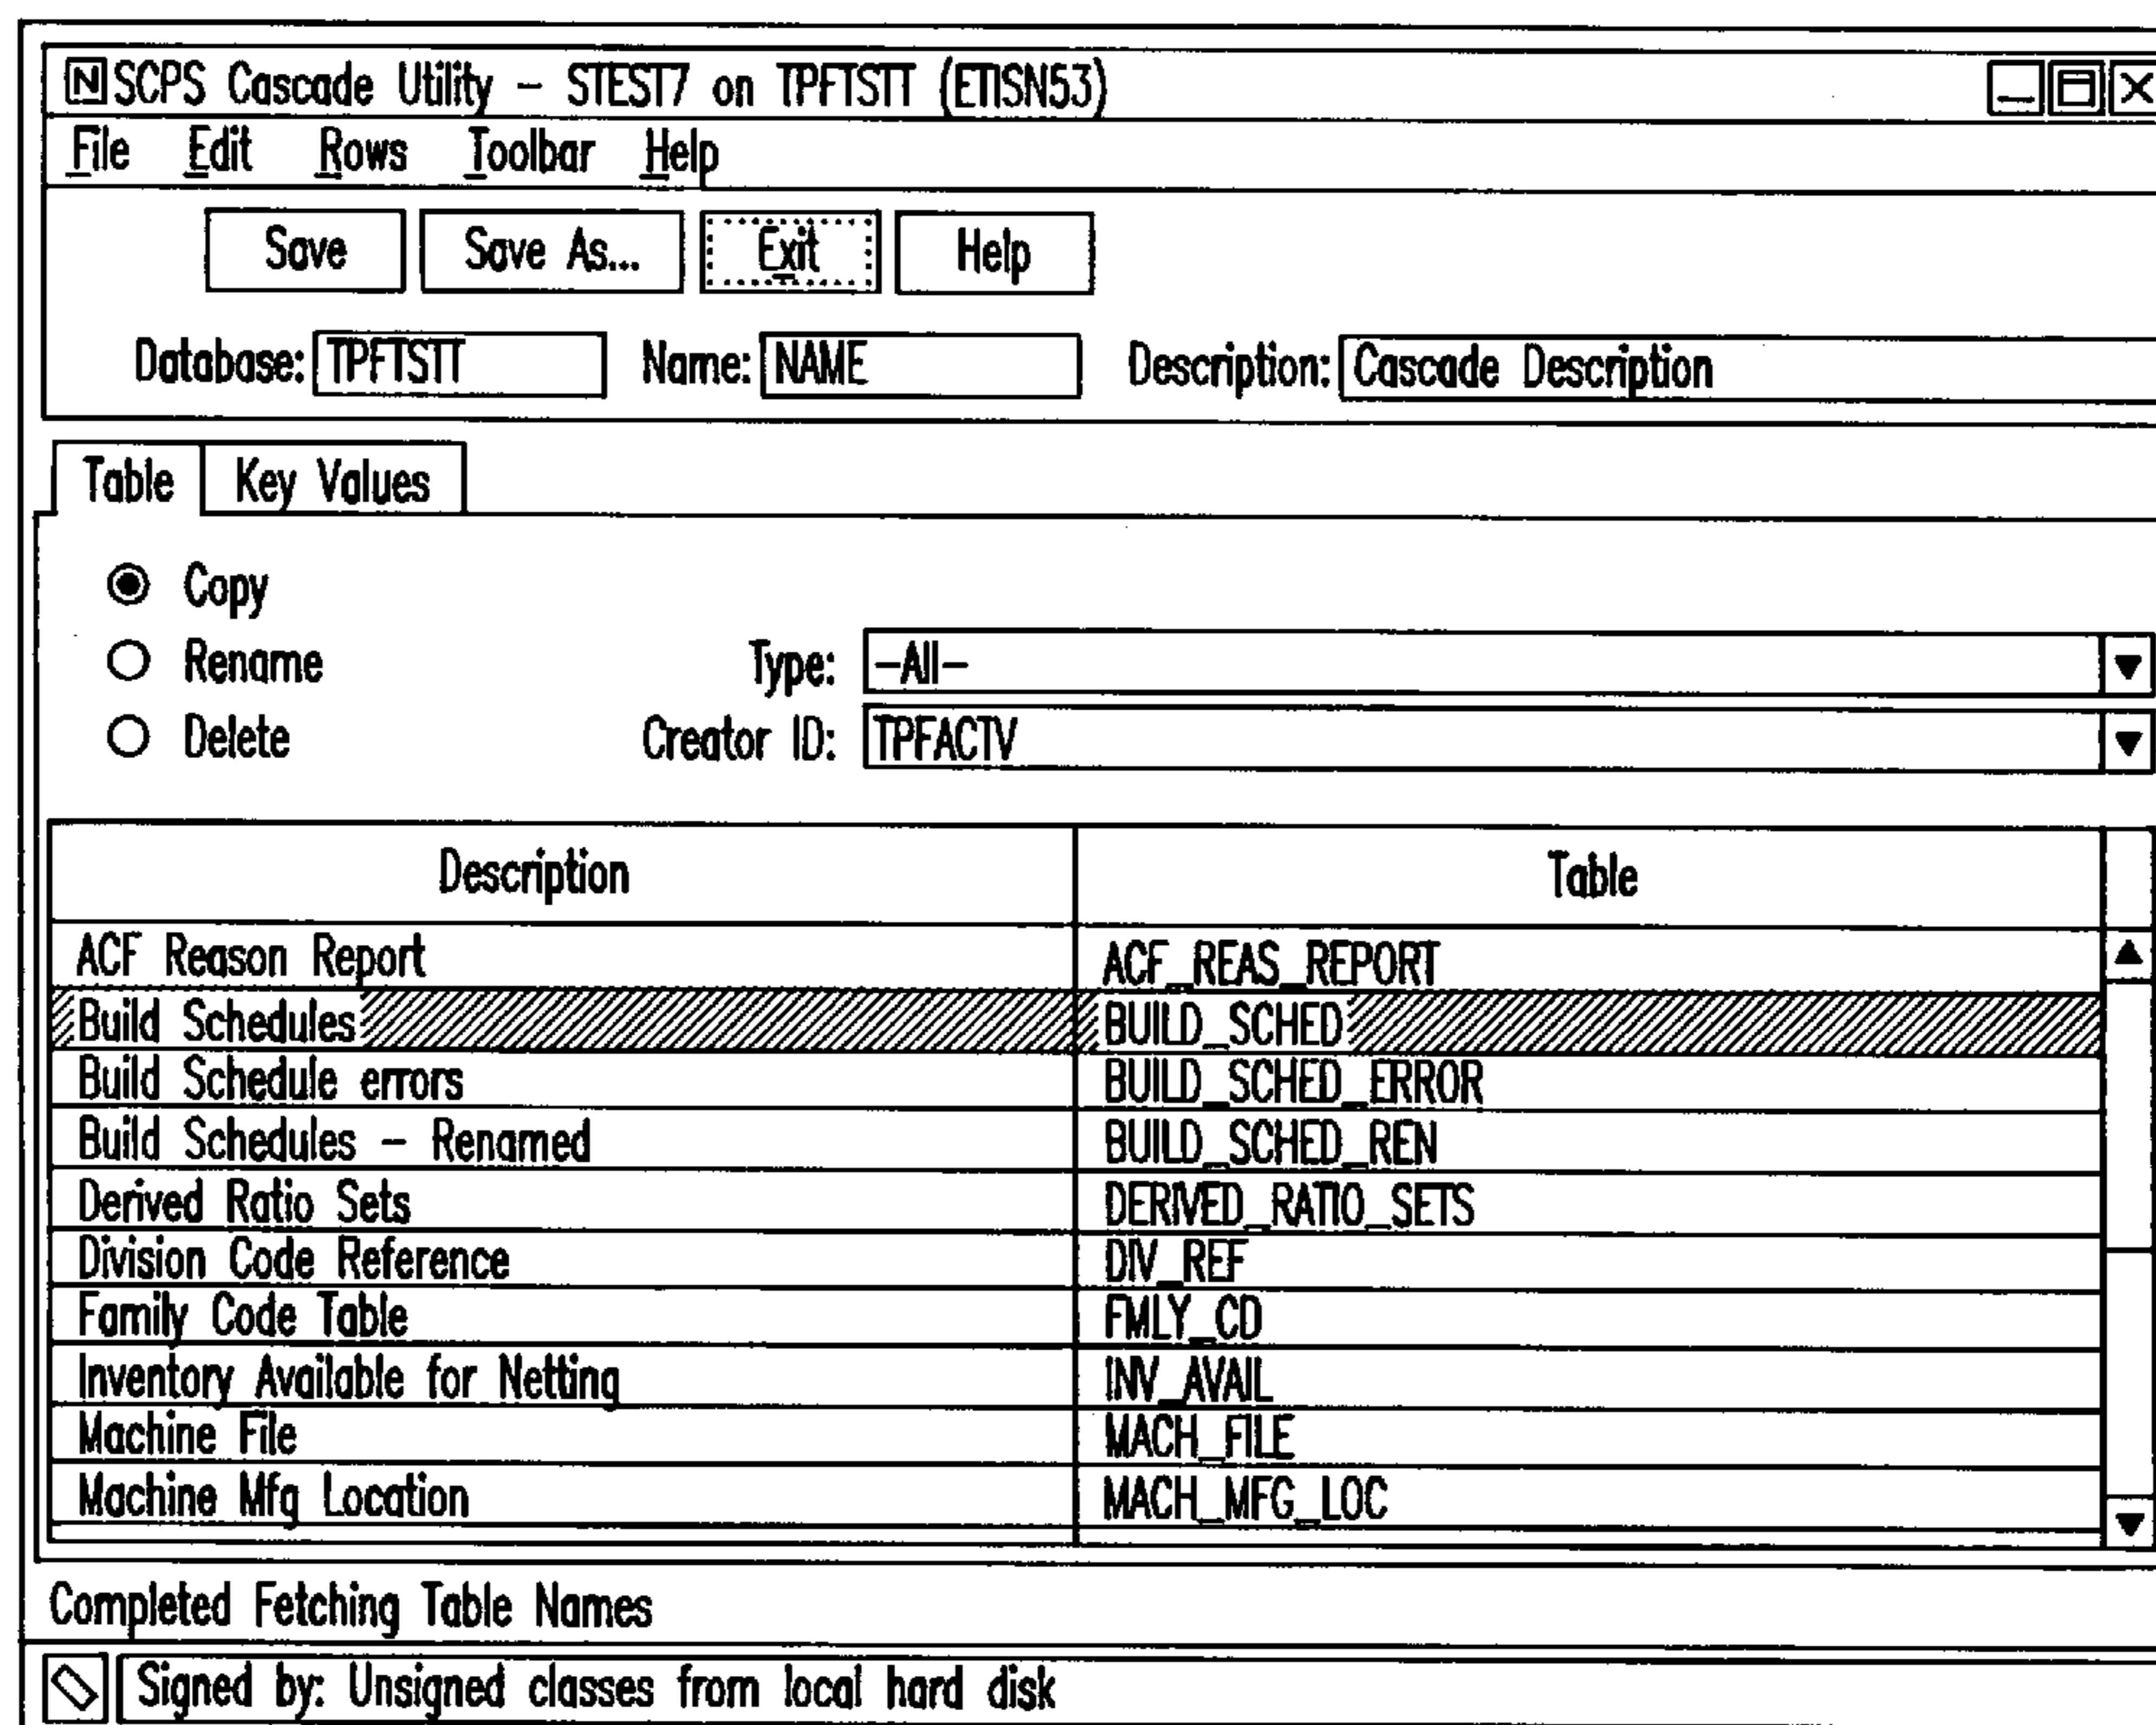 N SCPS Cascade Utility – STEST7 on TPFTSTT (ETISN53)
File Edit Rows Toolbar Help
Save Save As... Exit Help
Database: TPFTSTT Name: NAME Description: Cascade Description
Table Key Values
Copy
Rename Type: –All–
Delete Creator ID: TPFACTV
Description Table
ACF Reason Report ACF_REAS_REPORT
Build Schedules BUILD_SCHED
Build Schedule errors BUILD_SCHED_ERROR
Build Schedules – Renamed BUILD_SCHED_REN
Derived Ratio Sets DERIVED_RATIO_SETS
Division Code Reference DIV_REF
Family Code Table FMLY_CD
Inventory Available for Netting INV_AVAIL
Machine File MACH_FILE
Machine Mfg Location MACH_MFG_LOC
Completed Fetching Table Names
Signed by: Unsigned classes from local hard disk